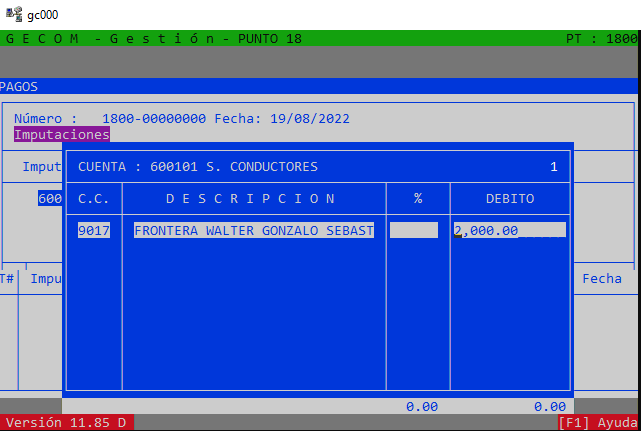 gc000
G E C O M - G e s t i ó n - PUNTO 18 PT : 1800
PAGOS
Número : 1800-00000000 Fecha: 19/08/2022
Imputaciones
Imput
CUENTA : 600101 S. CONDUCTORES 1
600
C.C. D E S C R I P C I O N % DEBITO
9017 FRONTERA WALTER GONZALO SEBAST 2,000.00
T# Impu Fecha
0.00 0.00
Versión 11.85 D [F1] Ayuda